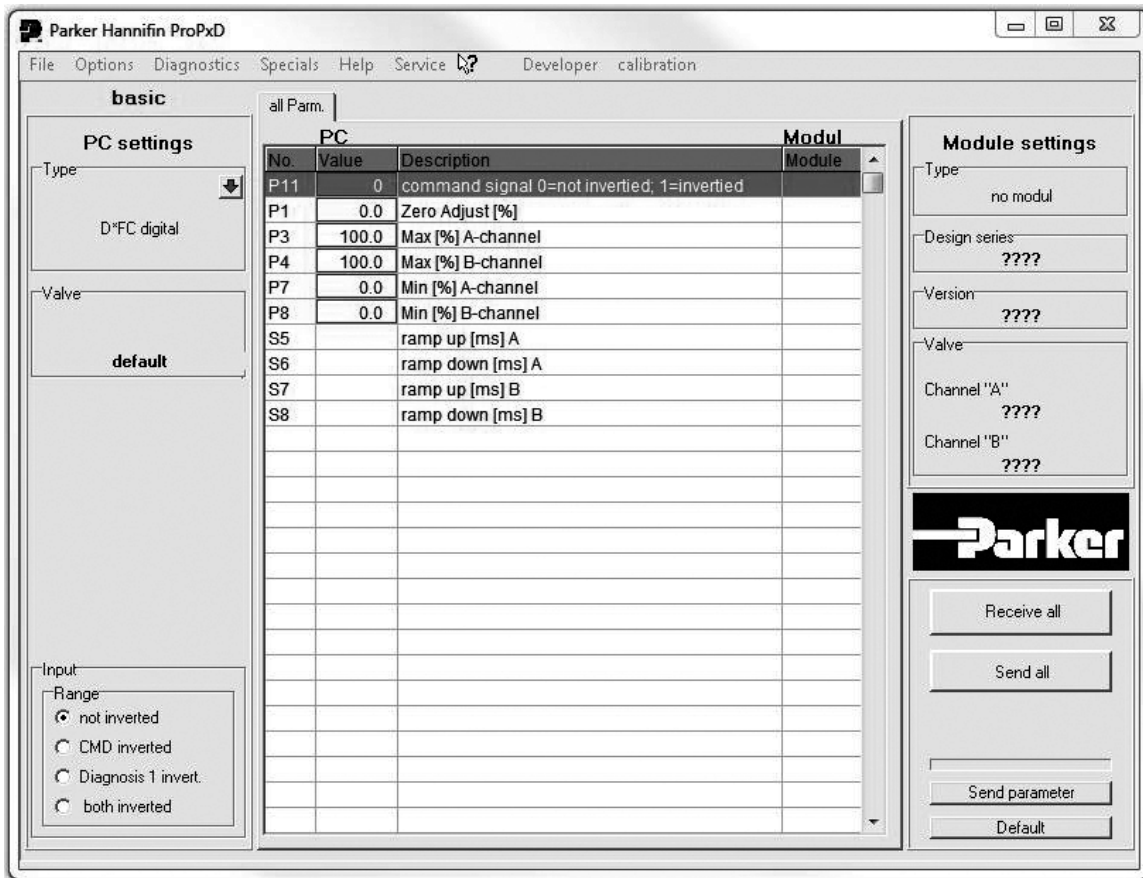 Parker Hannifin ProPxD
File Options Diagnostics Specials Help Service ? Developer calibration
basic
PC settings
Type
D*FC digital
Valve
default
Input
Range
not inverted
CMD inverted
Diagnosis 1 invert.
both inverted
all Parm.
PC Modul
No. Value Description Module
P11 0 command signal 0=not invertied; 1=invertied
P1 0.0 Zero Adjust [%]
P3 100.0 Max [%] A-channel
P4 100.0 Max [%] B-channel
P7 0.0 Min [%] A-channel
P8 0.0 Min [%] B-channel
S5 ramp up [ms] A
S6 ramp down [ms] A
S7 ramp up [ms] B
S8 ramp down [ms] B
Module settings
Type
no modul
Design series
????
Version
????
Valve
Channel "A"
????
Channel "B"
????
Parker
Receive all
Send all
Send parameter
Default